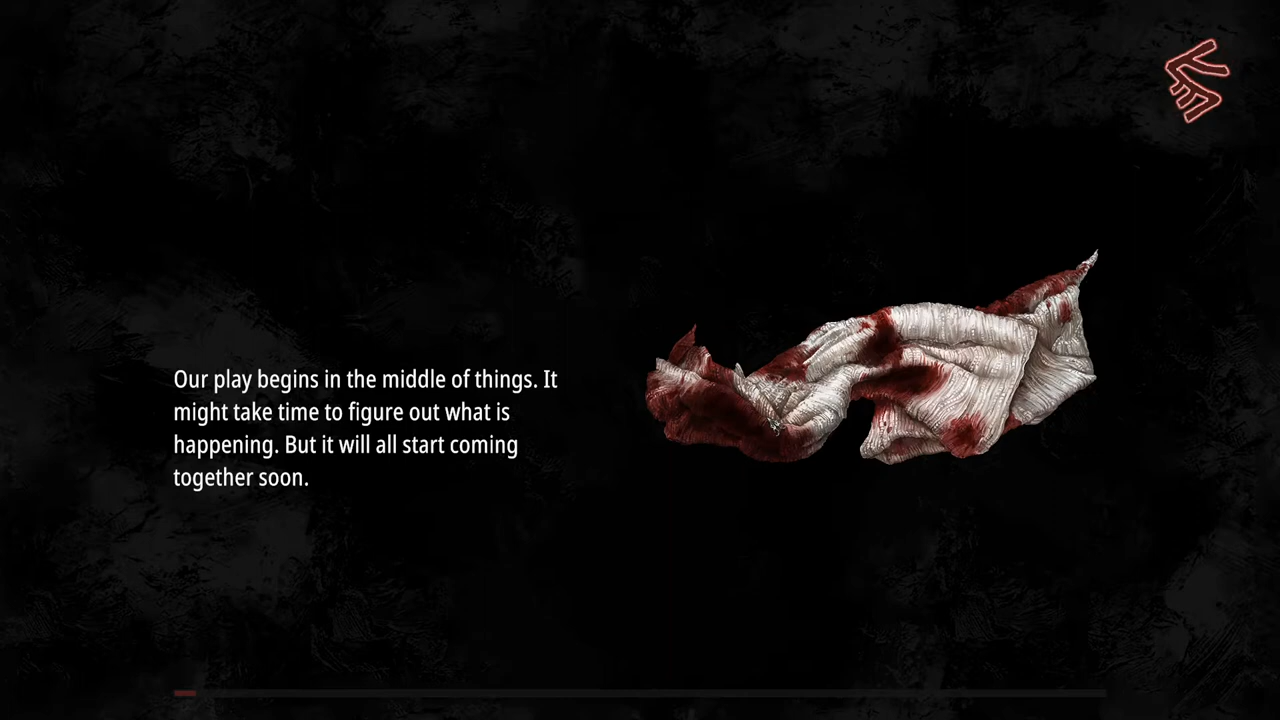 Our play begins in the middle of things. It
might take time to figure out what is
happening. But it will all start coming
together soon.